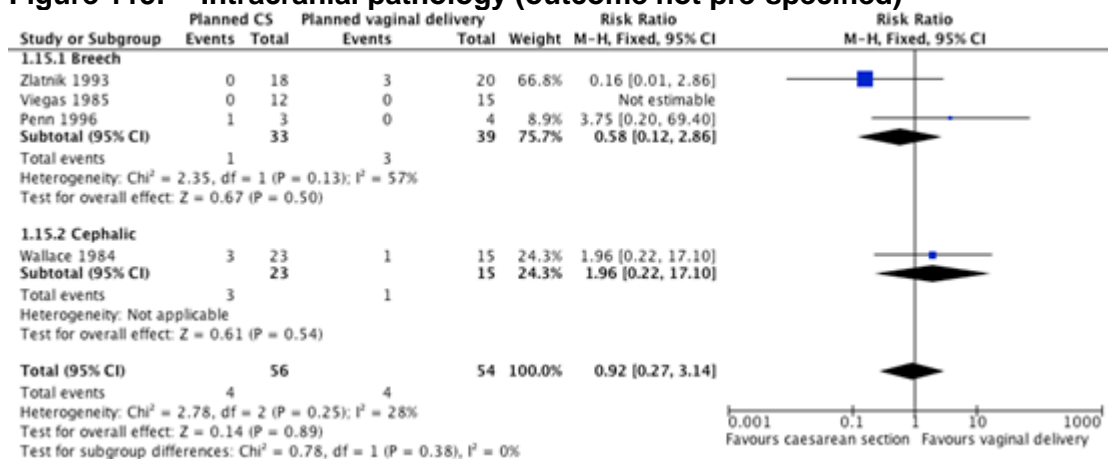 Planned CS Planned vaginal delivery Risk Ratio Risk Ratio
Study or Subgroup Events Total Events Total Weight M-H, Fixed, 95% CI M-H, Fixed, 95% CI
1.15.1 Breech
Zlatnik 1993 0 18 3 20 66.8% 0.16 [0.01, 2.86]
Viegas 1985 0 12 0 15 Not estimable
Penn 1996 1 3 0 4 8.9% 3.75 [0.20, 69.40]
Subtotal (95% CI) 33 39 75.7% 0.58 [0.12, 2.86]
Total events 1 3
Heterogeneity: Chi² = 2.35, df = 1 (P = 0.13); I² = 57%
Test for overall effect: Z = 0.67 (P = 0.50)
1.15.2 Cephalic
Wallace 1984 3 23 1 15 24.3% 1.96 [0.22, 17.10]
Subtotal (95% CI) 23 15 24.3% 1.96 [0.22, 17.10]
Total events 3 1
Heterogeneity: Not applicable
Test for overall effect: Z = 0.61 (P = 0.54)
Total (95% CI) 56 54 100.0% 0.92 [0.27, 3.14]
Total events 4 4
Heterogeneity: Chi² = 2.78, df = 2 (P = 0.25); I² = 28%
Test for overall effect: Z = 0.14 (P = 0.89)
Test for subgroup differences: Chi² = 0.78, df = 1 (P = 0.38), I² = 0%
0.001 0.1 1 10 1000
Favours caesarean section Favours vaginal delivery